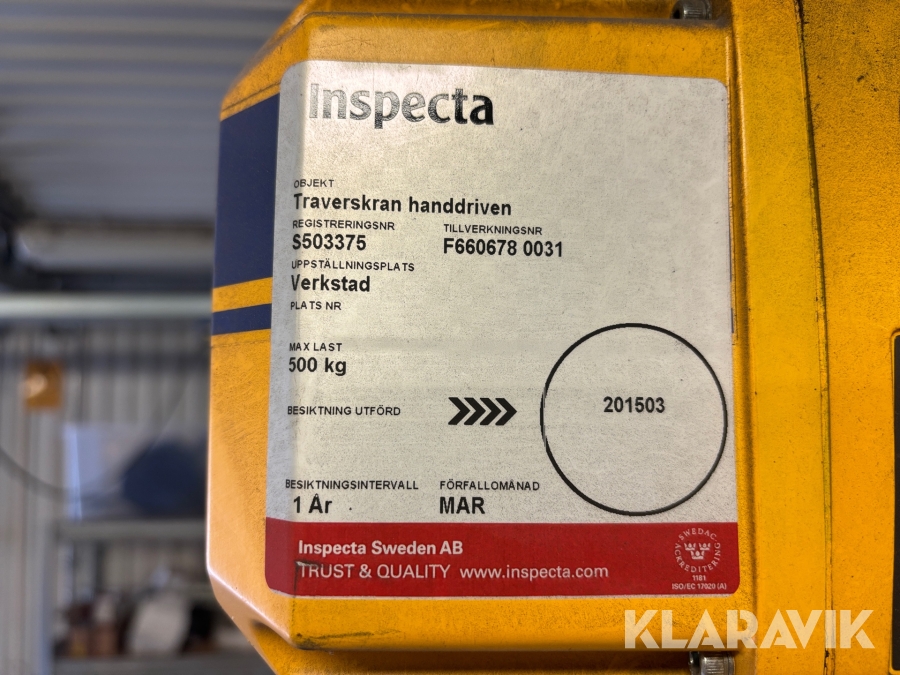 Inspecta
OBJEKT
Traverskran handdriven
REGISTRERINGSNR TILLVERKNINGSNR
S503375 F660678 0031
UPPSTÄLLNINGSPLATS
Verkstad
PLATS NR
MAX LAST
500 kg
BESIKTNING UTFÖRD
201503
BESIKTNINGSINTERVALL FÖRFALLOMÅNAD
1 År MAR
Inspecta Sweden AB
TRUST & QUALITY www.inspecta.com
SWEDAC
ACKREDITERING
1181
ISO/EC 17020 (A)
KLARAVIK